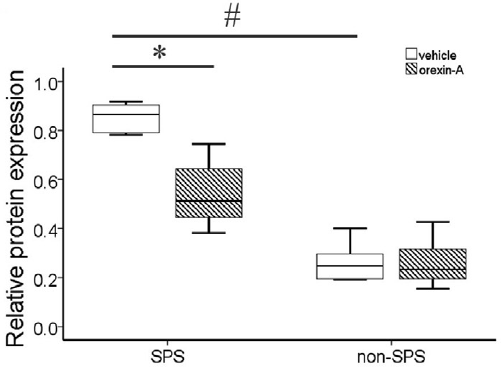 #
*
vehicle
orexin-A
Relative protein expression
1.0
0.8
0.6
0.4
0.2
0.0
SPS
non-SPS